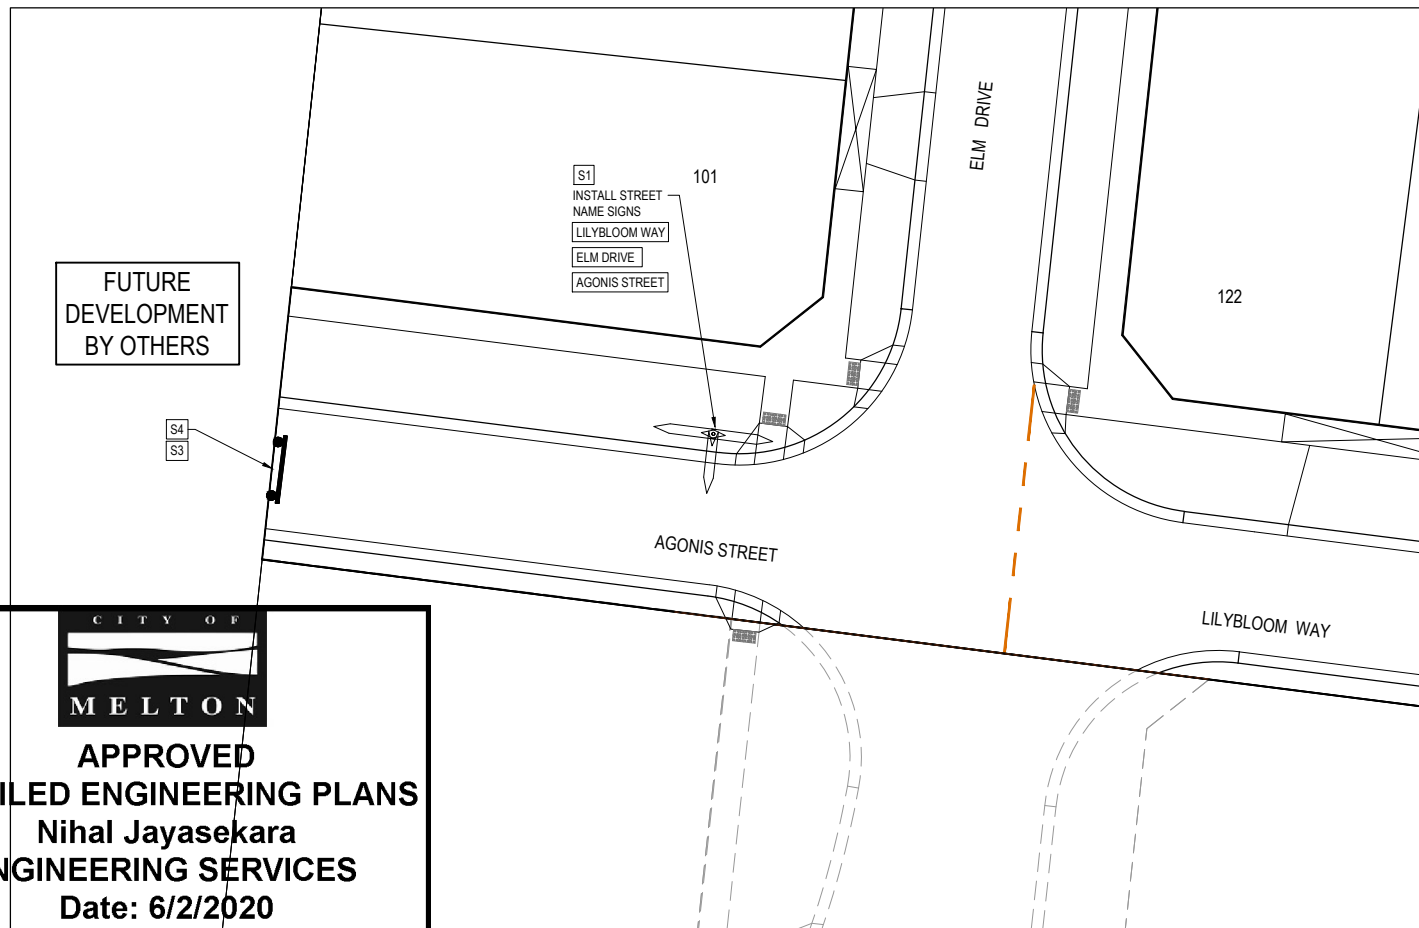 ELM DRIVE
S1
INSTALL STREET
NAME SIGNS
LILYBLOOM WAY
ELM DRIVE
AGONIS STREET
101
122
FUTURE
DEVELOPMENT
BY OTHERS
S4
S3
AGONIS STREET
LILYBLOOM WAY
CITY OF
MELTON
APPROVED
ILED ENGINEERING PLANS
Nihal Jayasekara
NGINEERING SERVICES
Date: 6/2/2020